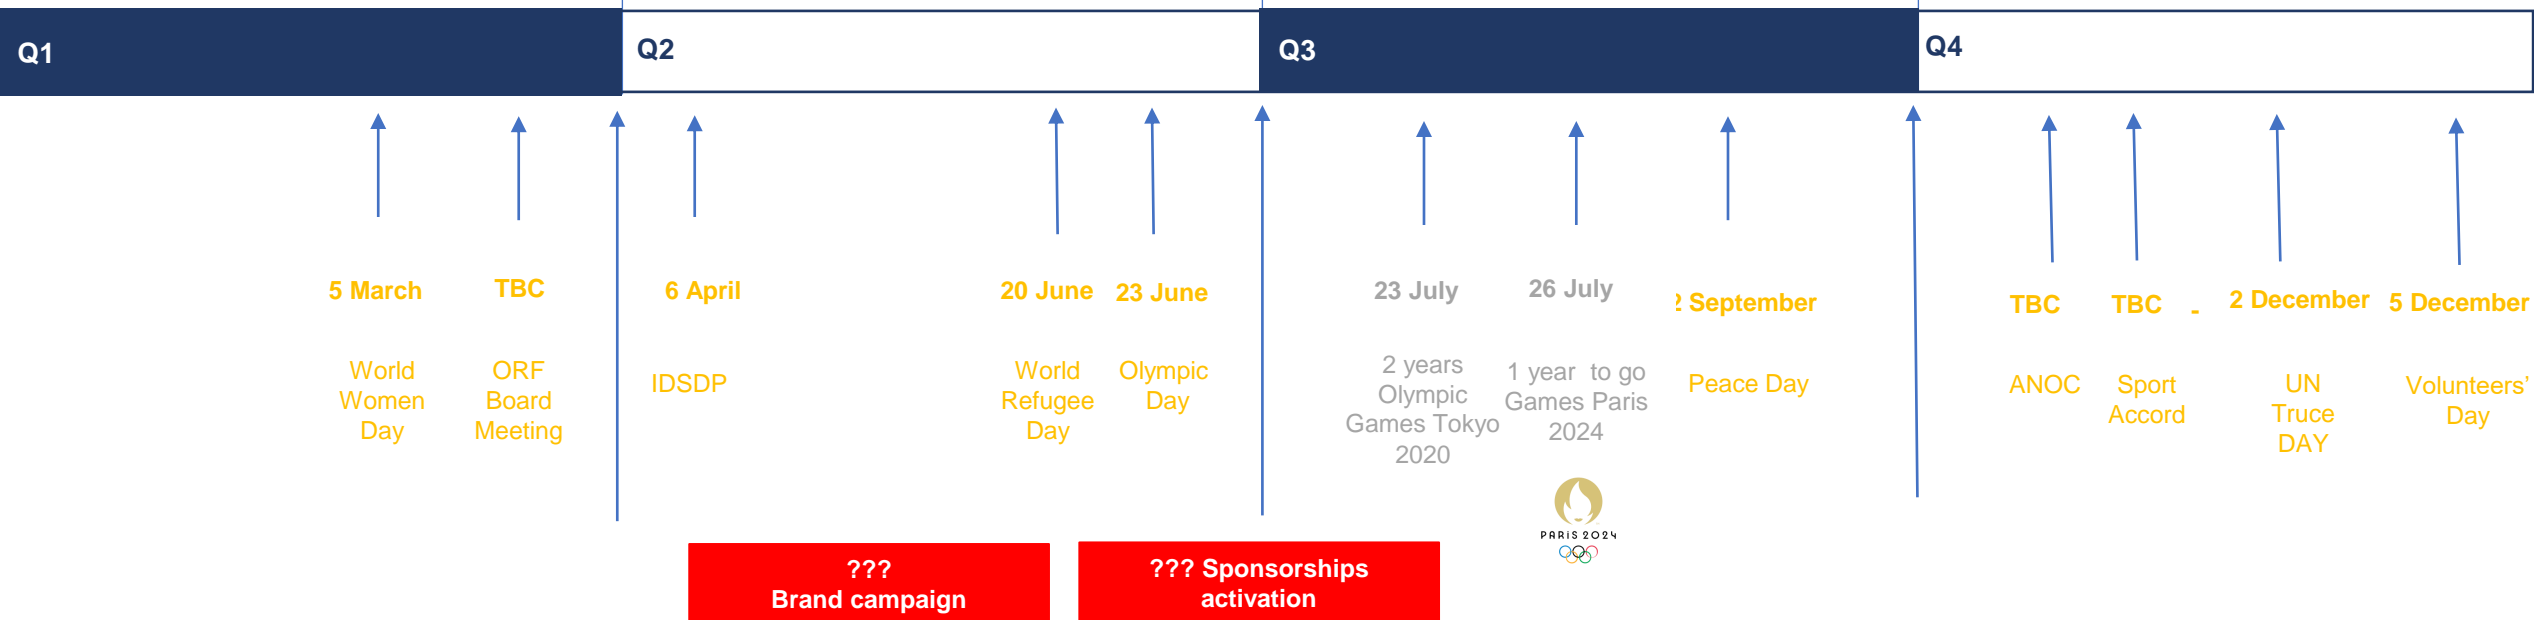 Q1
Q2
Q3
Q4
5 March
World
Women
Day
TBC
ORF
Board
Meeting
6 April
IDSDP
20 June
World
Refugee
Day
23 June
Olympic
Day
23 July
2 years
Olympic
Games Tokyo
2020
26 July
1 year to go
Games Paris
2024
PARIS 2024
2 September
Peace Day
TBC
ANOC
TBC -
Sport
Accord
2 December
UN
Truce
DAY
5 December
Volunteers’
Day
???
Brand campaign
??? Sponsorships
activation